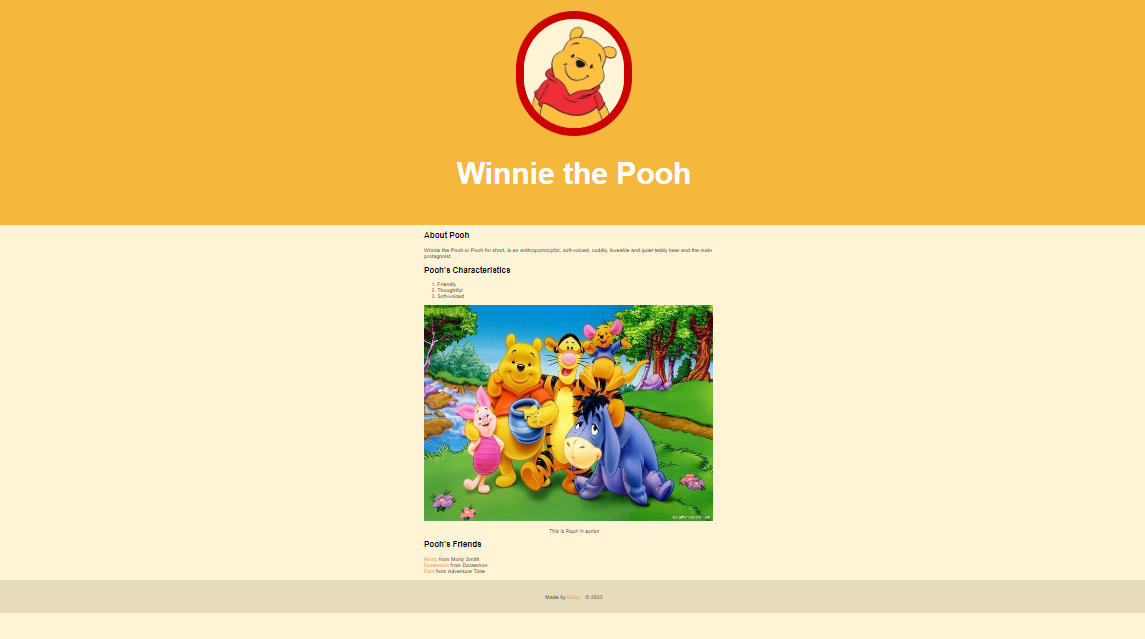 Winnie the Pooh
About Pooh
Winnie the Pooh or Pooh for short, is an anthropomorphic, soft-voiced, cuddly, loveable and quiet teddy bear and the main
protagonist.
Pooh's Characteristics
1. Friendly
2. Thoughtful
3. Soft-voiced
This is Pooh in action
Pooh's Friends
Morty from Morty Smith
Doraemon from Doraemon
Finn from Adventure Time
Made by © 2023